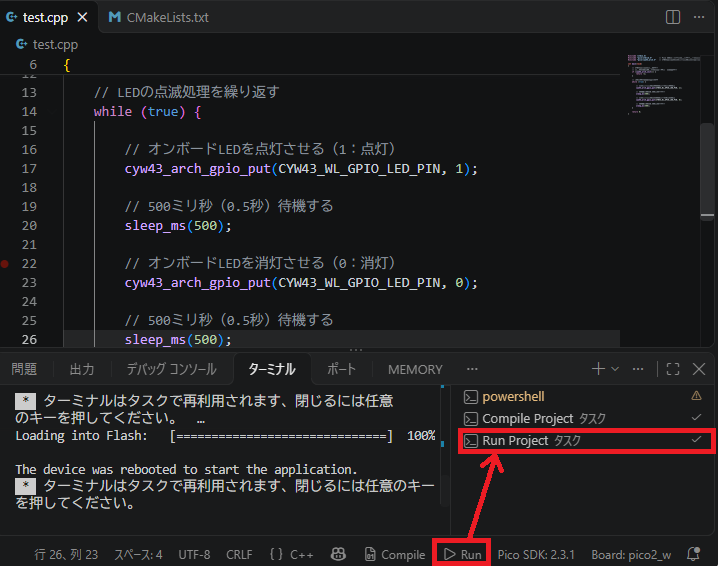 test.cpp
CMakeLists.txt
test.cpp
6 {
12
13 // LEDの点滅処理を繰り返す
14 while (true) {
15
16 // オンボードLEDを点灯させる（1：点灯）
17 cyw43_arch_gpio_put(CYW43_WL_GPIO_LED_PIN, 1);
18
19 // 500ミリ秒（0.5秒）待機する
20 sleep_ms(500);
21
22 // オンボードLEDを消灯させる（0：消灯）
23 cyw43_arch_gpio_put(CYW43_WL_GPIO_LED_PIN, 0);
24
25 // 500ミリ秒（0.5秒）待機する
26 sleep_ms(500);
問題 出力 デバッグ コンソール ターミナル ポート MEMORY
* ターミナルはタスクで再利用されます、閉じるには任意
のキーを押してください。 …
Loading into Flash: [==============================] 100%
The device was rebooted to start the application.
* ターミナルはタスクで再利用されます、閉じるには任意のキー
を押してください。
powershell
Compile Project タスク
Run Project タスク
行 26、列 23 スペース: 4 UTF-8 CRLF { } C++ Compile Run Pico SDK: 2.3.1 Board: pico2_w